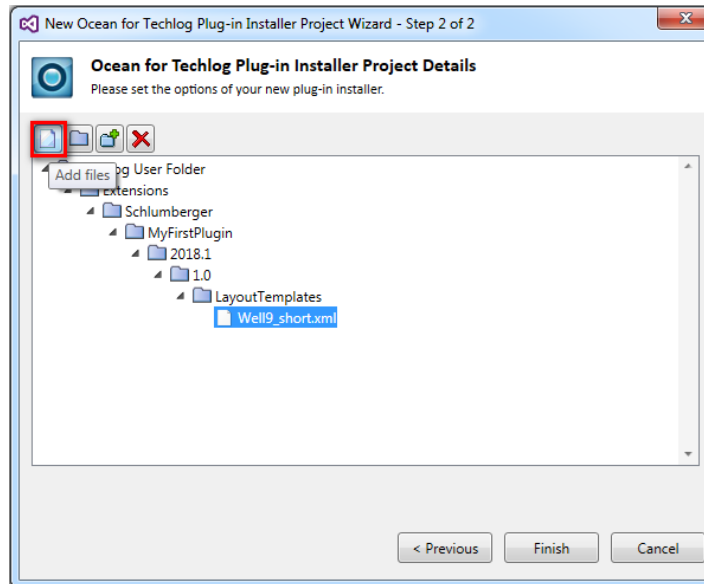 New Ocean for Techlog Plug-in Installer Project Wizard - Step 2 of 2
Ocean for Techlog Plug-in Installer Project Details
Please set the options of your new plug-in installer.
Add files
og User Folder
Extensions
Schlumberger
MyFirstPlugin
2018.1
1.0
LayoutTemplates
Well9_short.xml
< Previous
Finish
Cancel